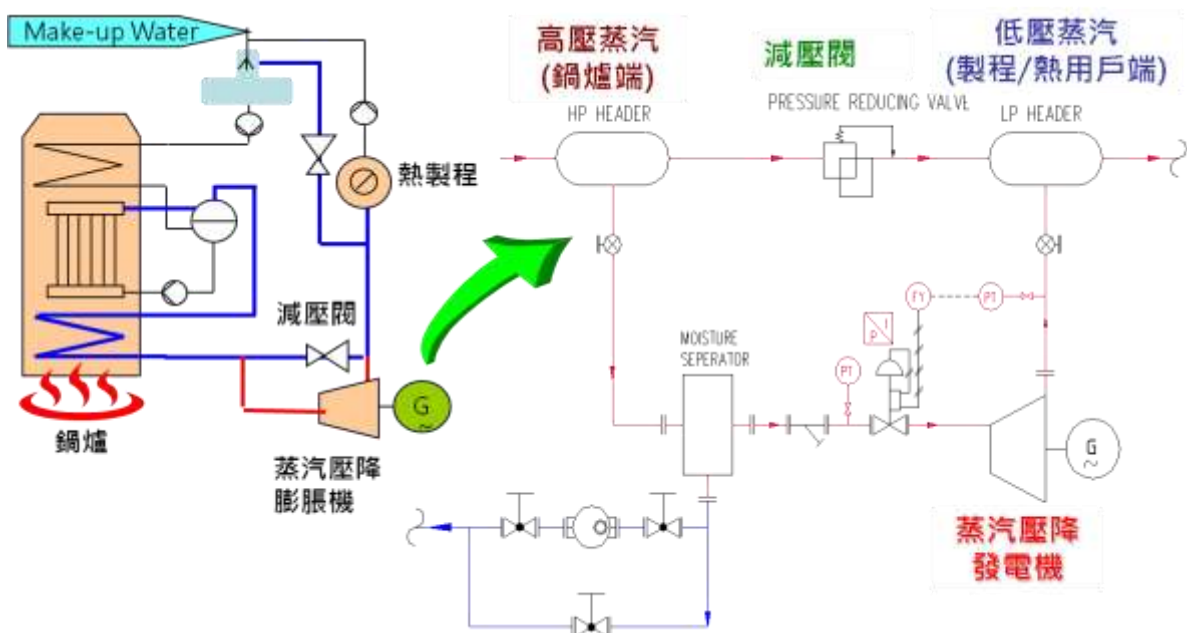 Make-up Water
熱製程
減壓閥
G
~
鍋爐
蒸汽壓降
膨脹機
高壓蒸汽
(鍋爐端)
HP HEADER
減壓閥
PRESSURE REDUCING VALVE
低壓蒸汽
(製程/熱用戶端)
LP HEADER
FY
PT
I
P
PT
MOISTURE
SEPERATOR
G
~
蒸汽壓降
發電機